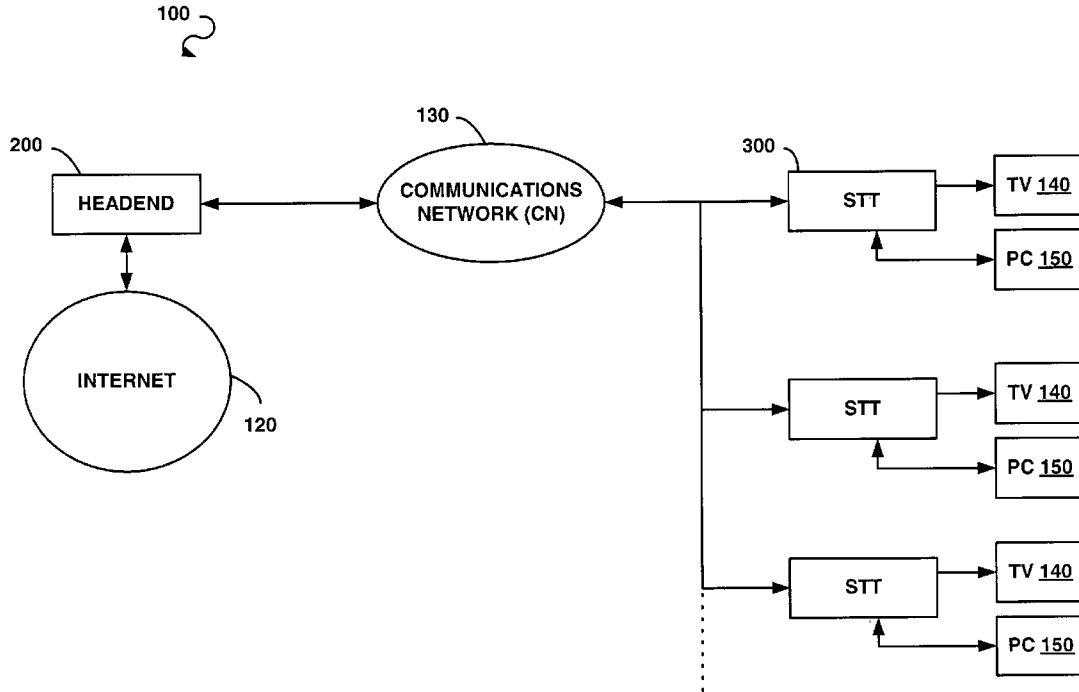 100
130
200
300
HEADEND
COMMUNICATIONS
NETWORK (CN)
STT
TV 140
PC 150
INTERNET
120
STT
TV 140
PC 150
STT
TV 140
PC 150